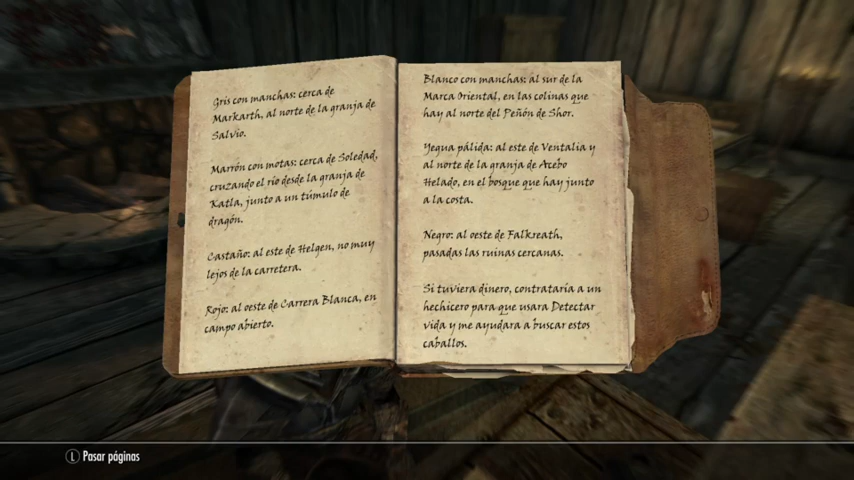 Gris con manchas: cerca de
Markarth, al norte de la granja de
Salvio.
Marrón con motas: cerca de Soledad,
cruzando el río desde la granja de
Katla, junto a un túmulo de
dragón.
Castaño: al este de Helgen, no muy
lejos de la carretera.
Rojo: al oeste de Carrera Blanca, en
campo abierto.
Blanco con manchas: al sur de la
Marca Oriental, en las colinas que
hay al norte del Peñón de Shor.
Yegua pálida: al este de Ventalia y
al norte de la granja de Acebo
Helado, en el bosque que hay junto
a la costa.
Negro: al oeste de Falkreath,
pasadas las ruinas cercanas.
Si tuviera dinero, contrataría a un
hechicero para que usara Detectar
vida y me ayudara a buscar estos
caballos.
L Pasar páginas